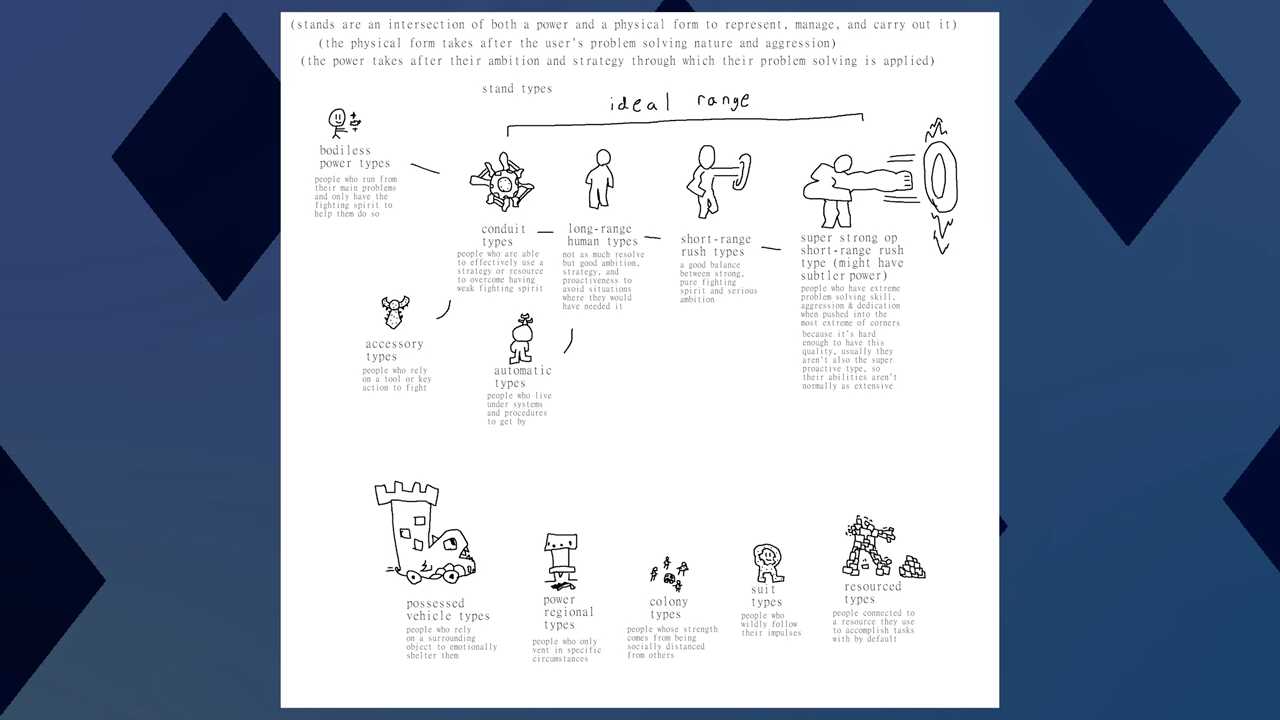 (stands are an intersection of both a power and a physical form to represent, manage, and carry out it)
(the physical form takes after the user's problem solving nature and aggression)
(the power takes after their ambition and strategy through which their problem solving is applied)
stand types
ideal range
bodiless
power types
people who run from
their main problems
and only have the
fighting spirit to
help them do so
conduit
types
people who are able
to effectively use a
strategy or resource
to overcome having
weak fighting spirit
long-range
human types
not as much resolve
but good ambition,
strategy, and
proactiveness to
avoid situations
where they would
have needed it
short-range
rush types
a good balance
between strong,
pure fighting
spirit and serious
ambition
super strong op
short-range rush
type (might have
subtler power)
people who have extreme
problem solving skill,
aggression & dedication
when pushed into the
most extreme of corners
because it's hard
enough to have this
quality, usually they
aren't also the super
proactive type, so
their abilities aren't
normally as extensive
accessory
types
people who rely
on a tool or key
action to fight
automatic
types
people who live
under systems
and procedures
to get by
possessed
vehicle types
people who rely
on a surrounding
object to emotionally
shelter them
power
regional
types
people who only
vent in specific
circumstances
colony
types
people whose strength
comes from being
socially distanced
from others
suit
types
people who
wildly follow
their impulses
resourced
types
people connected to
a resource they use
to accomplish tasks
with by default